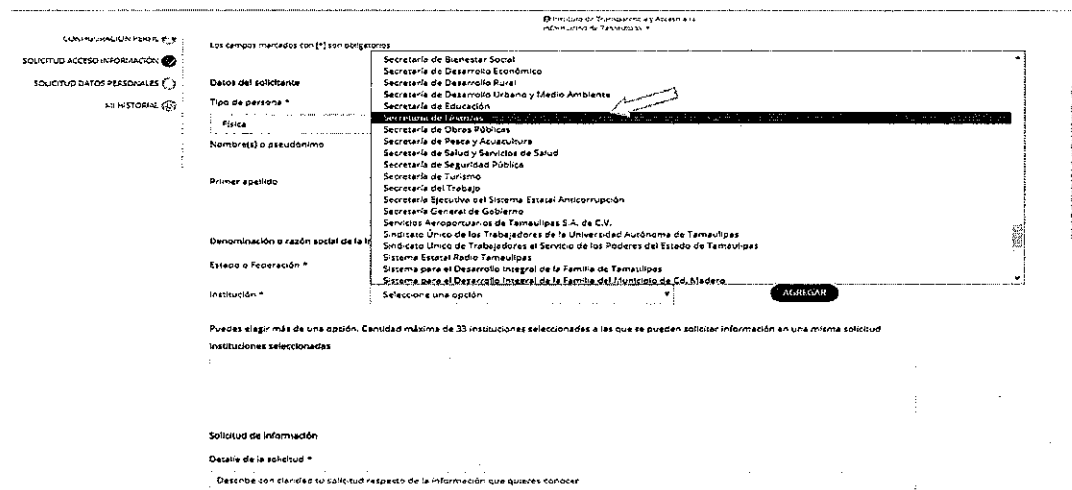 Instituto de Transparencia y Acceso a la
Información de Tamaulipas
CONFIGURACIÓN PERFIL
Los campos marcados con (*) son obligatorios
SOLICITUD ACCESO INFORMACIÓN
SOLICITUD DATOS PERSONALES
MI HISTORIAL
Datos del solicitante
Tipo de persona *
Física
Nombre(s) o pseudónimo
Primer apellido
Denominación o razón social de la
Estado o Federación *
Institución *
Secretaría de Bienestar Social
Secretaría de Desarrollo Económico
Secretaría de Desarrollo Rural
Secretaría de Desarrollo Urbano y Medio Ambiente
Secretaría de Educación
Secretaría de Finanzas
Secretaría de Obras Públicas
Secretaría de Pesca y Acuacultura
Secretaría de Salud y Servicios de Salud
Secretaría de Seguridad Pública
Secretaría de Turismo
Secretaría del Trabajo
Secretaría Ejecutiva del Sistema Estatal Anticorrupción
Secretaría General de Gobierno
Servicios Aeroportuarios de Tamaulipas S.A. de C.V.
Sindicato Único de los Trabajadores de la Universidad Autónoma de Tamaulipas
Sindicato Único de Trabajadores al Servicio de los Poderes del Estado de Tamaulipas
Sistema Estatal Radio Tamaulipas
Sistema para el Desarrollo Integral de la Familia de Tamaulipas
Sistema para el Desarrollo Integral de la Familia del Municipio de Cd. Madero
Seleccione una opción
AGREGAR
Puedes elegir más de una opción. Cantidad máxima de 33 instituciones seleccionadas a las que se pueden solicitar información en una misma solicitud
Instituciones seleccionadas
Solicitud de información
Detalle de la solicitud *
Describe con claridad tu solicitud respecto de la información que quieres conocer